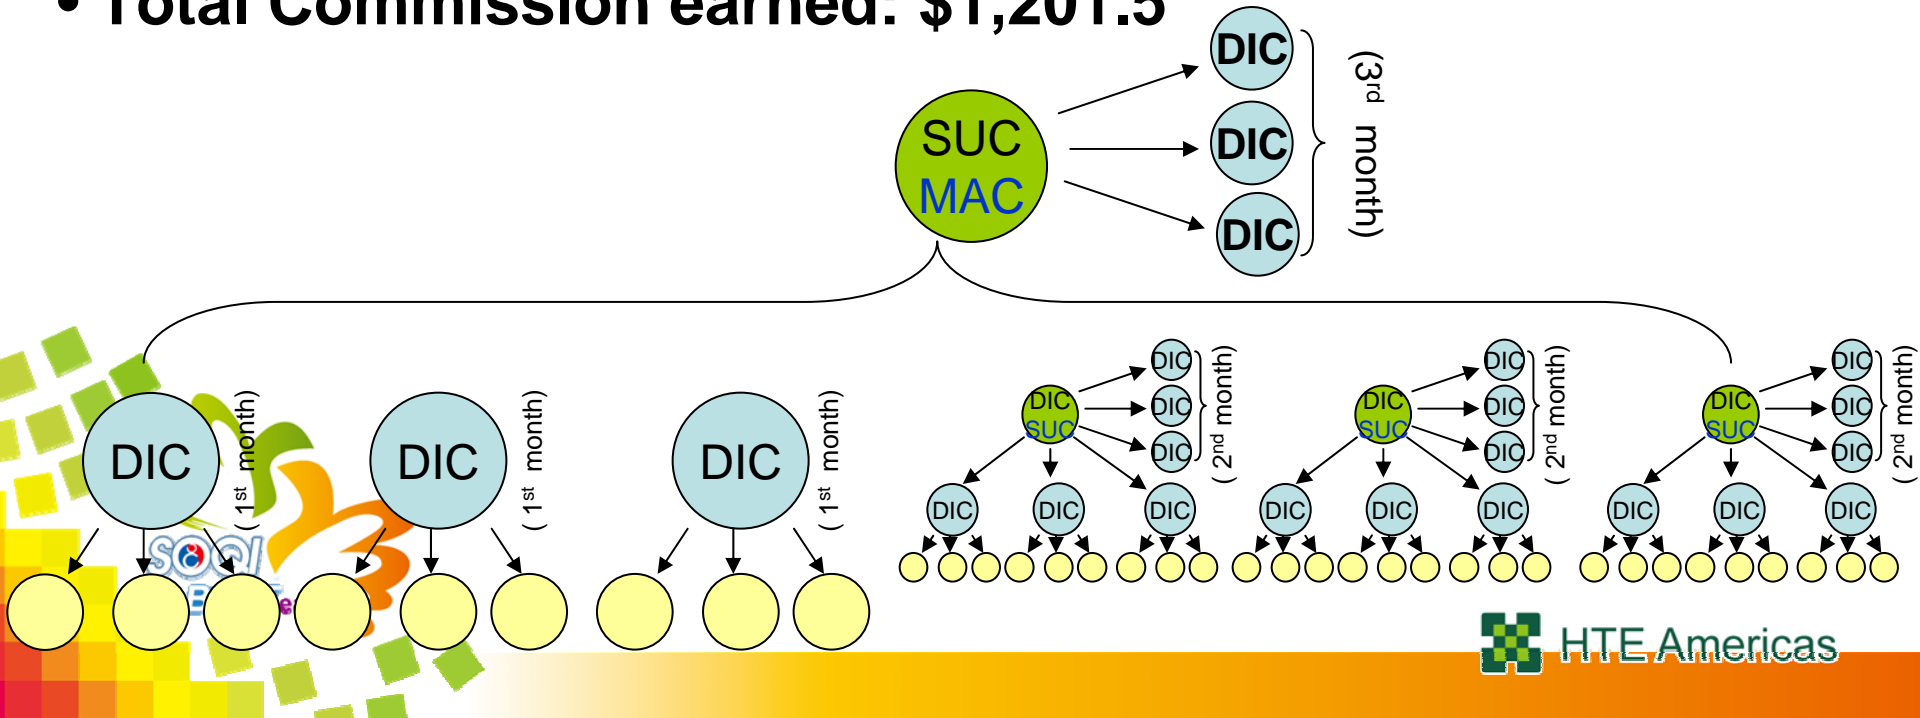 • Total Commission earned: $1,201.5
DIC
SUC
MAC
DIC
DIC
(3rd month)
DIC
(1st month)
DIC
(1st month)
DIC
(1st month)
DIC
SUC
DIC
DIC
DIC
(2nd month)
DIC
DIC
DIC
DIC
SUC
DIC
DIC
DIC
(2nd month)
DIC
DIC
DIC
DIC
SUC
DIC
DIC
DIC
(2nd month)
DIC
DIC
DIC
SOQI
HTE Americas